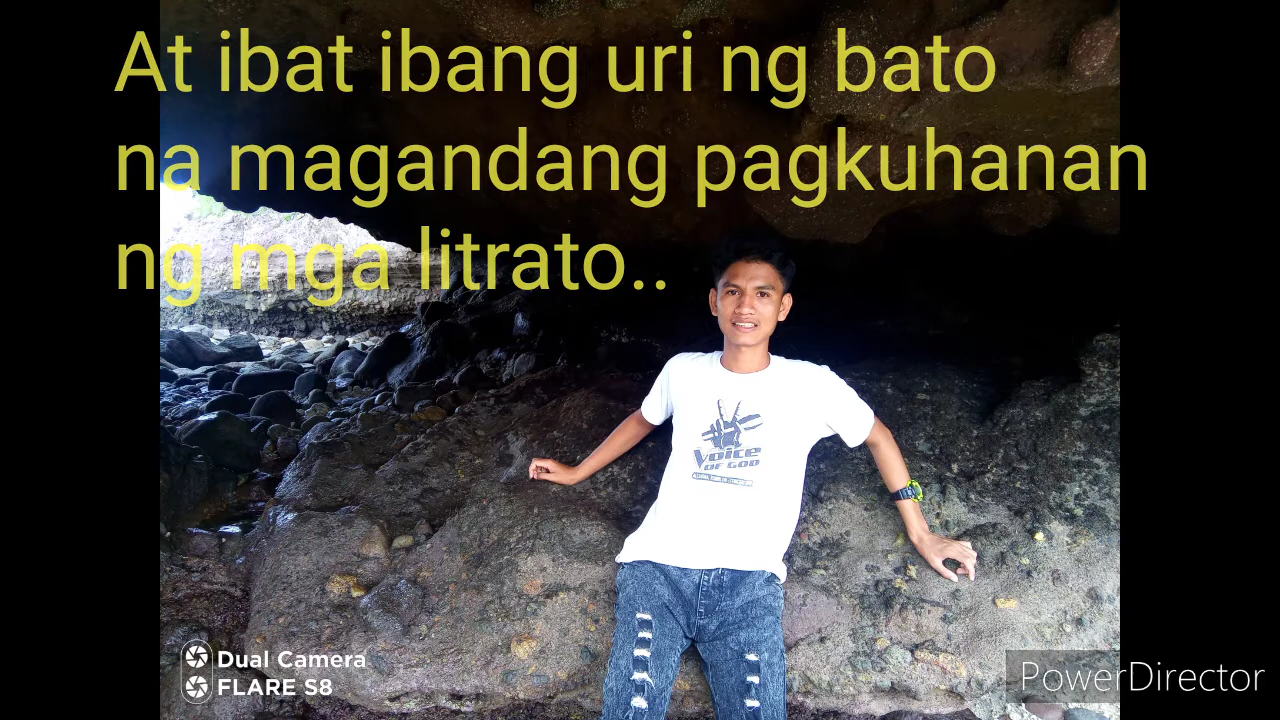 At ibat ibang uri ng bato
na magandang pagkuhanan
ng mga litrato..
Voice
OF GOD
Dual Camera
FLARE S8
PowerDirector